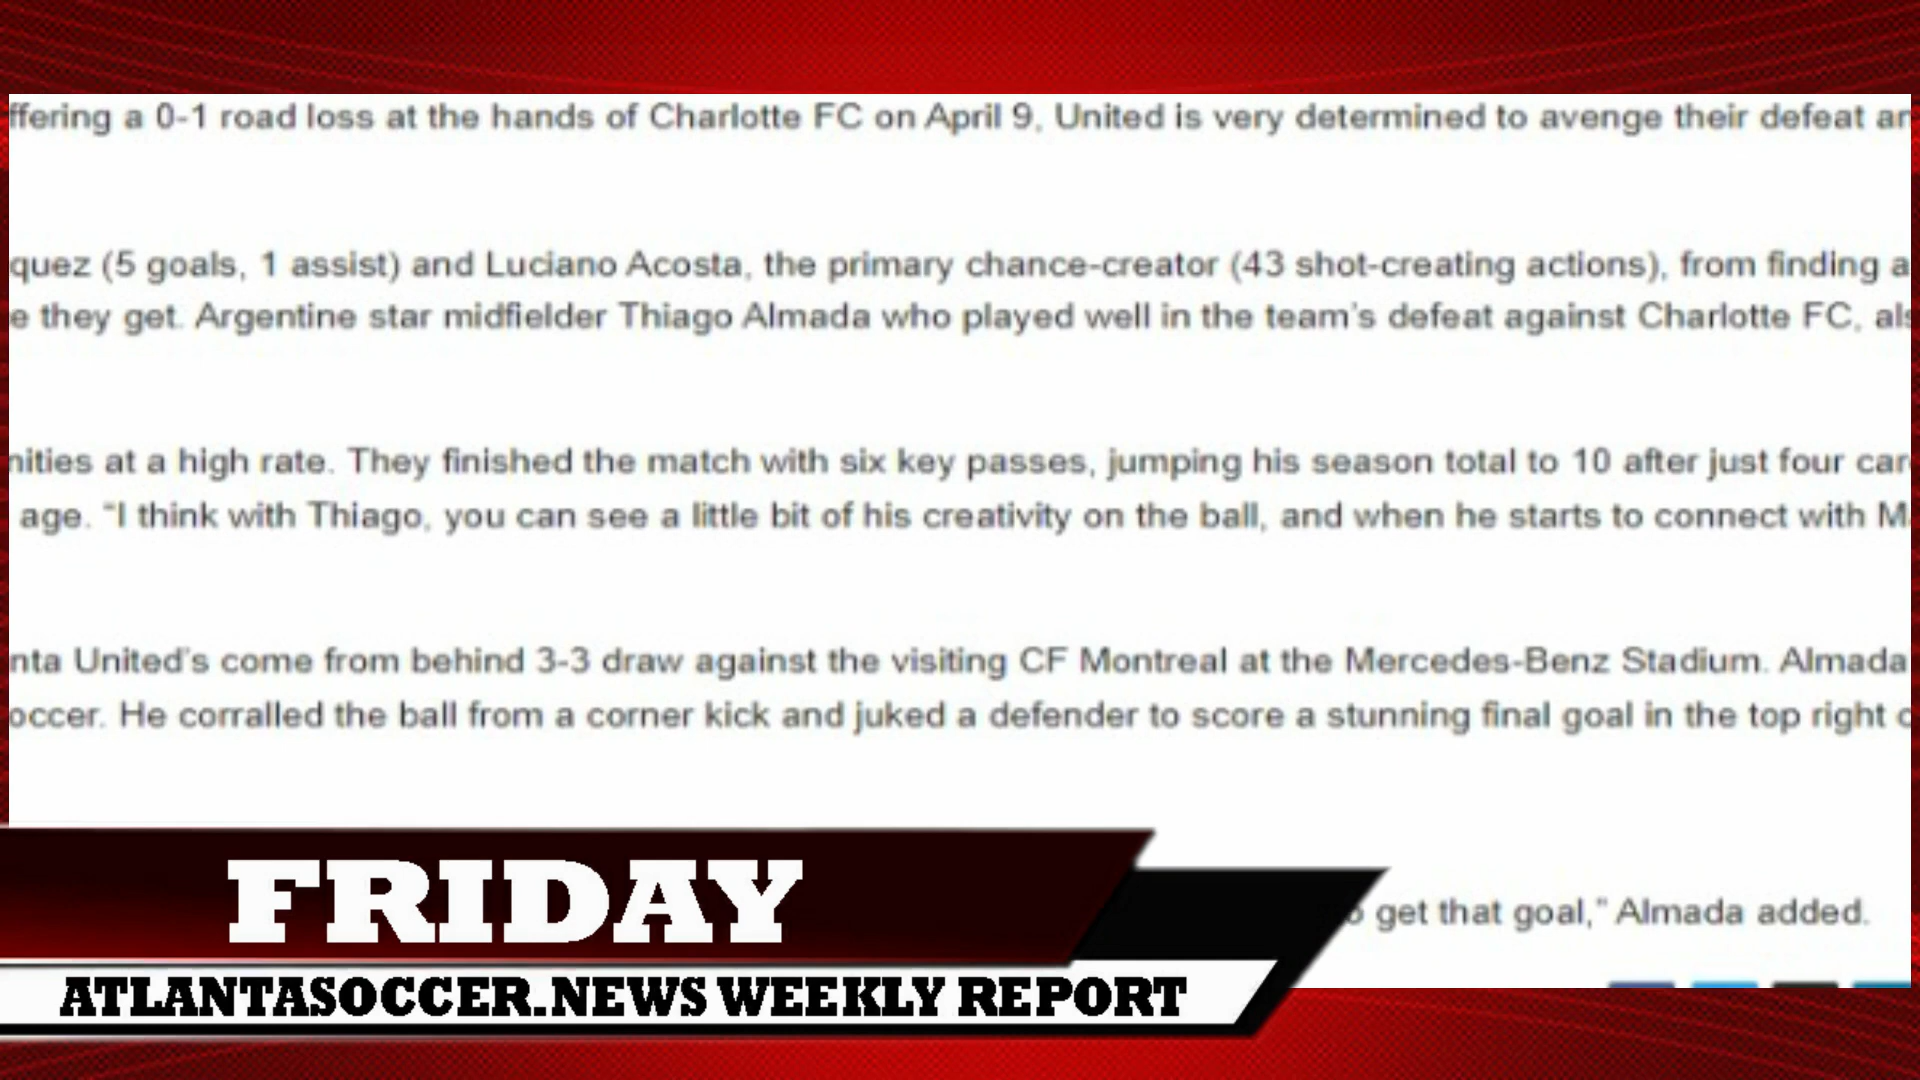 ffering a 0-1 road loss at the hands of Charlotte FC on April 9, United is very determined to avenge their defeat
quez (5 goals, 1 assist) and Luciano Acosta, the primary chance-creator (43 shot-creating actions), from finding a
e they get. Argentine star midfielder Thiago Almada who played well in the team's defeat against Charlotte FC,
nities at a high rate. They finished the match with six key passes, jumping his season total to 10 after just four
age. "I think with Thiago, you can see a little bit of his creativity on the ball, and when he starts to connect with
nta United's come from behind 3-3 draw against the visiting CF Montreal at the Mercedes-Benz Stadium. Almada
occer. He corralled the ball from a corner kick and juked a defender to score a stunning final goal in the top right
get that goal," Almada added.
FRIDAY
ATLANTASOCCER.NEWS WEEKLY REPORT